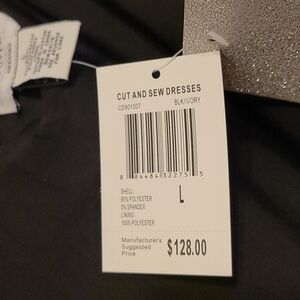 CUT AND SEW DRESSES
CD901007 BLK/IVORY
8 84484 32275 5
SHELL:
95% POLYESTER
5% SPANDEX
LINING:
100% POLYESTER
L
Manufacturer's
Suggested
Price
$128.00